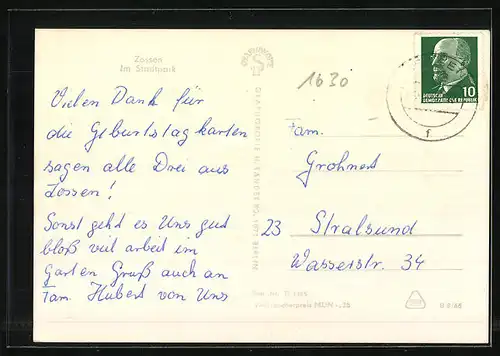 Zossen
Im Stadtpark
1630
DEUTSCHE
DEMOKRATISCHE REPUBLIK
10
Vielen Dank für
die Geburtstag karten
sagen alle Drei aus
Zossen!
Sonst geht es Uns gut
bloß viel arbeit im
Garten Gruß auch an
Fam. Hubert von Uns
Fam.
Grohnert
23 Stralsund
Wasserstr. 34